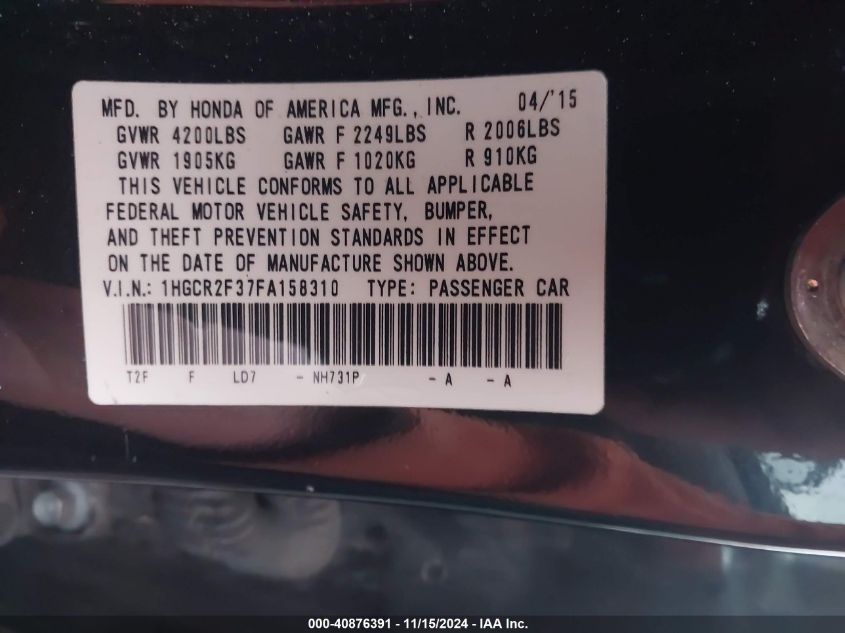 MFD. BY HONDA OF AMERICA MFG., INC. 04/'15
GVWR 4200LBS GAWR F 2249LBS R 2006LBS
GVWR 1905KG GAWR F 1020KG R 910KG
THIS VEHICLE CONFORMS TO ALL APPLICABLE
FEDERAL MOTOR VEHICLE SAFETY, BUMPER,
AND THEFT PREVENTION STANDARDS IN EFFECT
ON THE DATE OF MANUFACTURE SHOWN ABOVE.
V.I.N.: 1HGCR2F37FA158310 TYPE: PASSENGER CAR
T2F F LD7 - NH731P - A - A
000-40876391 - 11/15/2024 - IAA Inc.